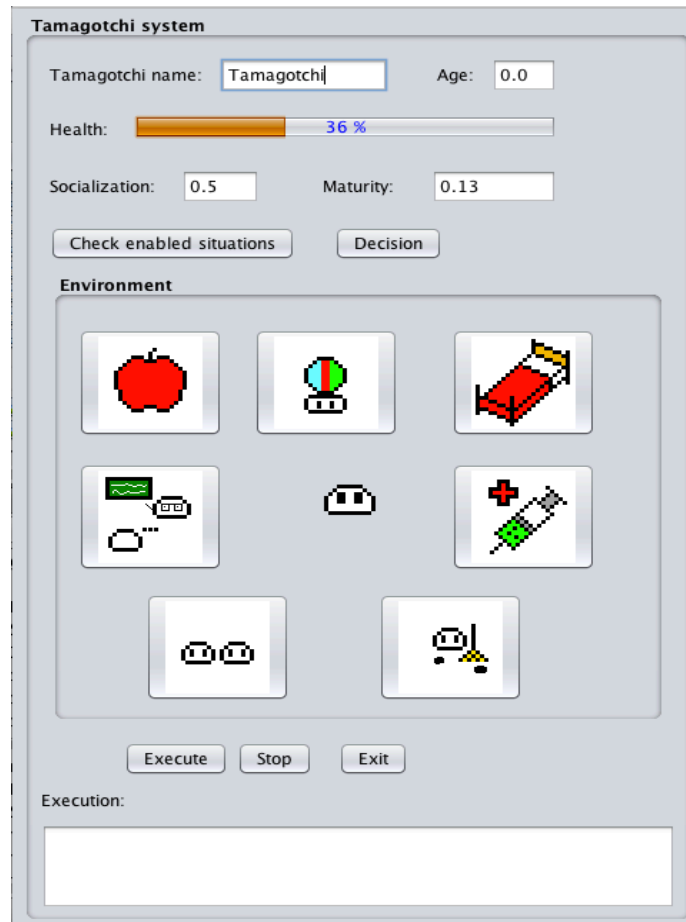 Tamagotchi system
Tamagotchi name: Tamagotchi Age: 0.0
Health: 36 %
Socialization: 0.5 Maturity: 0.13
Check enabled situations Decision
Environment
Execute Stop Exit
Execution: